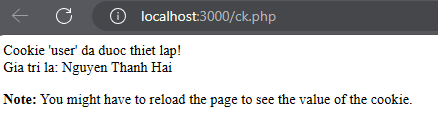 localhost:3000/ck.php
Cookie 'user' da duoc thiet lap!
Gia tri la: Nguyen Thanh Hai
Note: You might have to reload the page to see the value of the cookie.